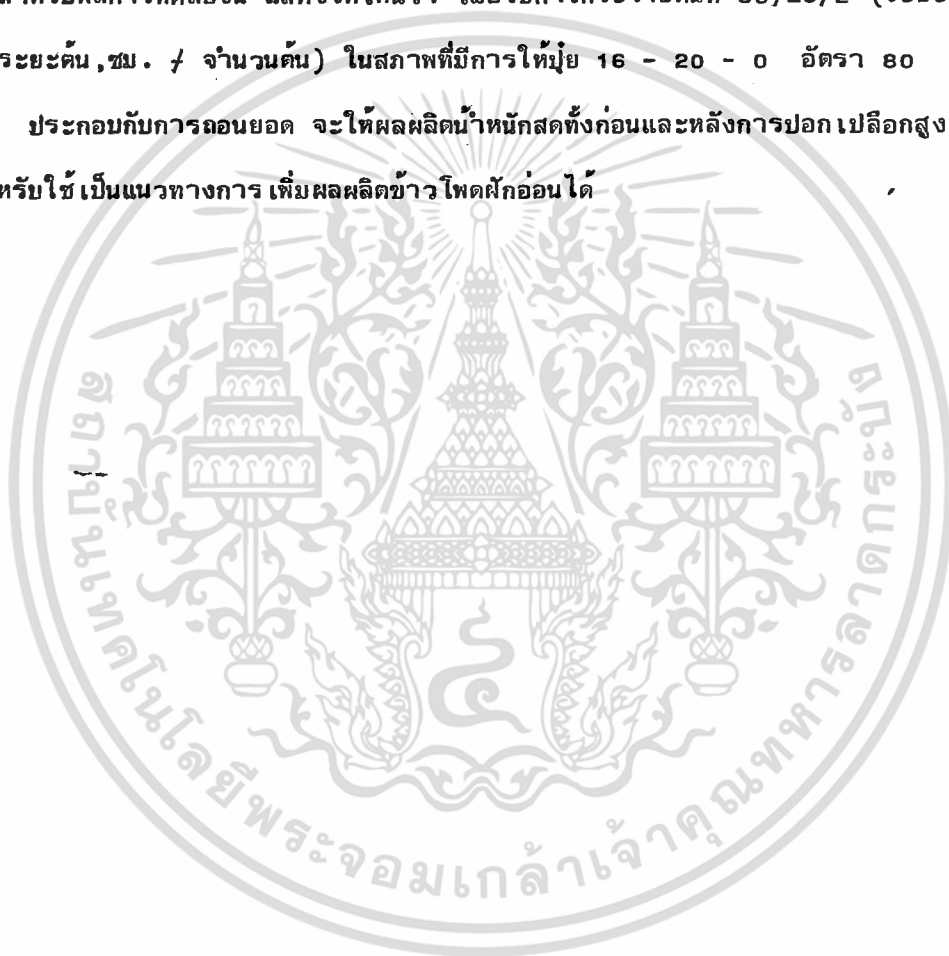 ระยะต้น,ซม. / จำนวนต้น) ในสภาพที่มีการให้ปุ๋ย 16 - 20 - 0 อัตรา 80
ประกอบกับการถอนยอด จะให้ผลผลิตน้ำหนักสดทั้งก่อนและหลังการปอกเปลือกสูง
หรับใช้เป็นแนวทางการเพิ่มผลผลิตข้าวโพดฝักอ่อนได้
สถาบันเทคโนโลยีพระจอมเกล้าเจ้าคุณทหารลาดกระบัง